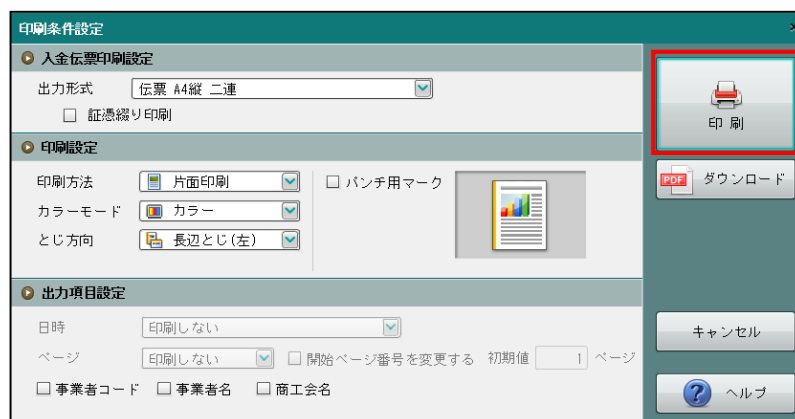 印刷条件設定
入金伝票印刷設定
出力形式 伝票 A4縦 二連
証憑綴り印刷
印刷
印刷設定
印刷方法 片面印刷 パンチ用マーク
PDF ダウンロード
カラーモード カラー
とじ方向 長辺とじ(左)
出力項目設定
日時 印刷しない
キャンセル
ページ 印刷しない 開始ページ番号を変更する 初期値 1 ページ
事業者コード 事業者名 商工会名
? ヘルプ